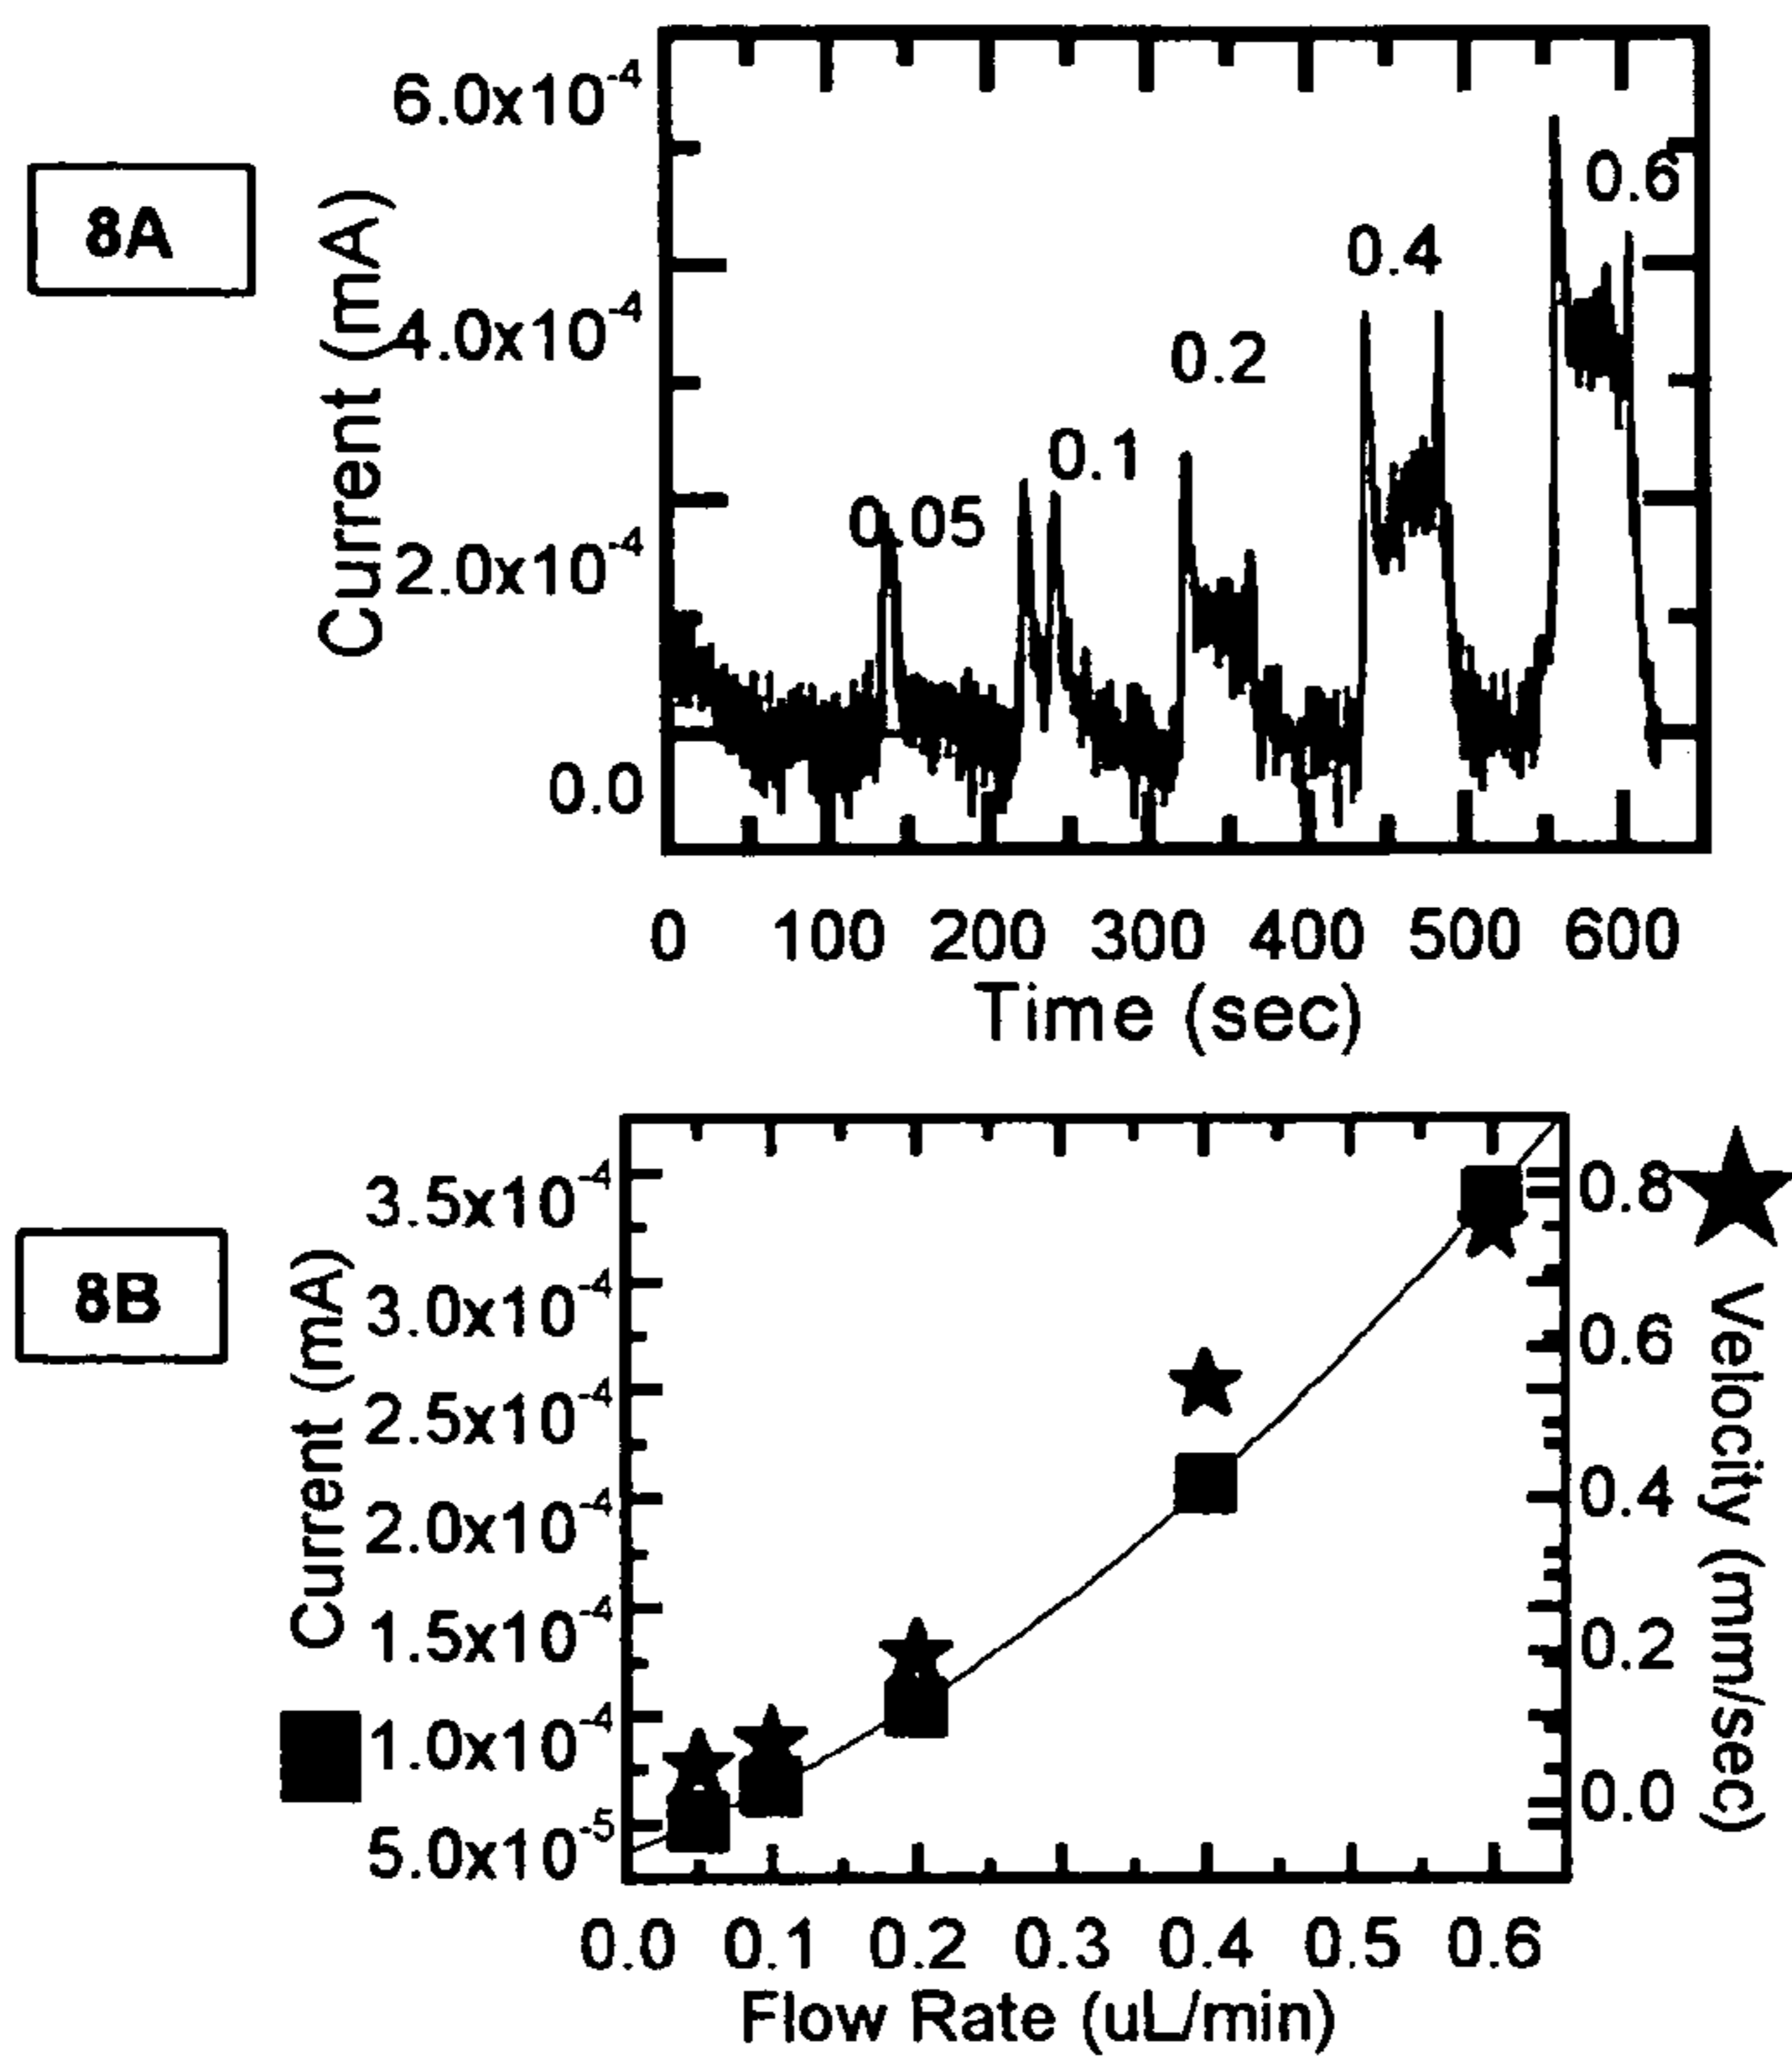 8A
Current (mA)
6.0x10-4
4.0x10-4
2.0x10-4
0.0
0.05
0.1
0.2
0.4
0.6
0 100 200 300 400 500 600
Time (sec)
8B
Current (mA)
3.5x10-4
3.0x10-4
2.5x10-4
2.0x10-4
1.5x10-4
1.0x10-4
5.0x10-5
0.8
0.6
0.4
0.2
0.0
Velocity (mm/sec)
0.0 0.1 0.2 0.3 0.4 0.5 0.6
Flow Rate (uL/min)